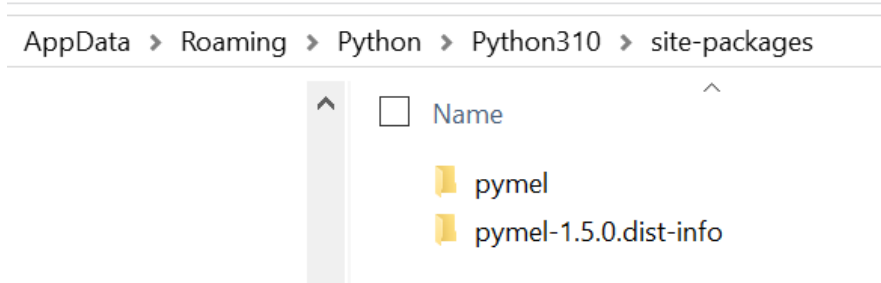 AppData > Roaming > Python > Python310 > site-packages
Name
pymel
pymel-1.5.0.dist-info